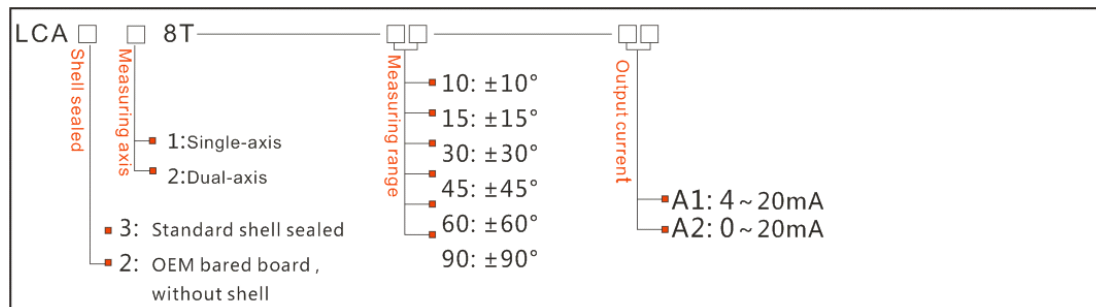 LCA 8T
Shell sealed
Measuring axis
1:Single-axis
2:Dual-axis
3: Standard shell sealed
2: OEM bared board ,
without shell
Measuring range
10: ±10°
15: ±15°
30: ±30°
45: ±45°
60: ±60°
90: ±90°
Output current
A1: 4~20mA
A2: 0~20mA